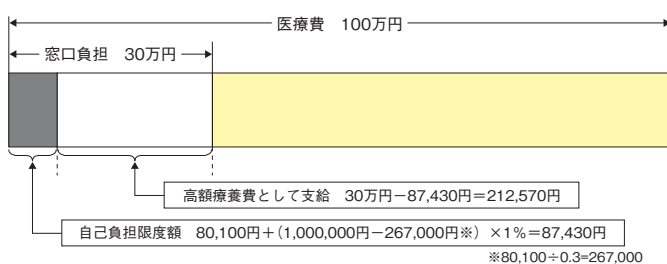 医療費　100万円
窓口負担　30万円
高額療養費として支給　30万円−87,430円＝212,570円
自己負担限度額　80,100円＋（1,000,000円−267,000円※）×1%＝87,430円
※80,100÷0.3=267,000